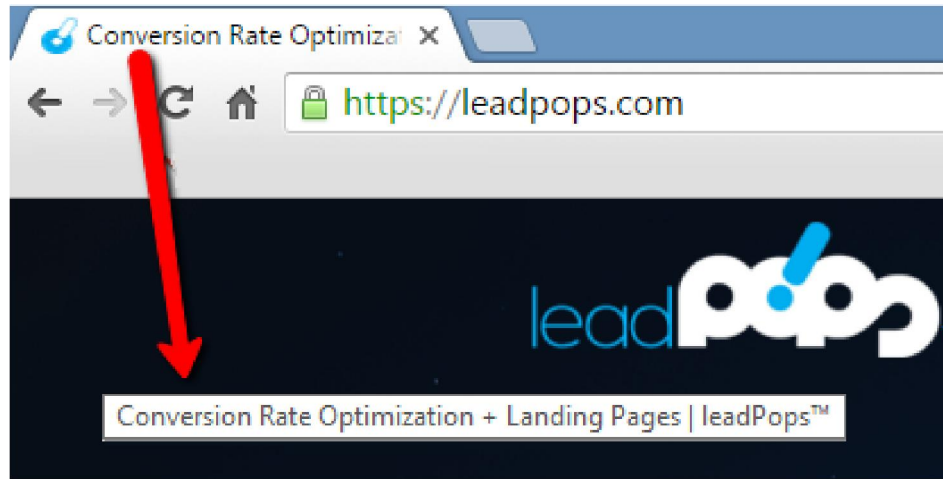 Conversion Rate Optimiza
https://leadpops.com
leadpops
Conversion Rate Optimization + Landing Pages | leadPops™